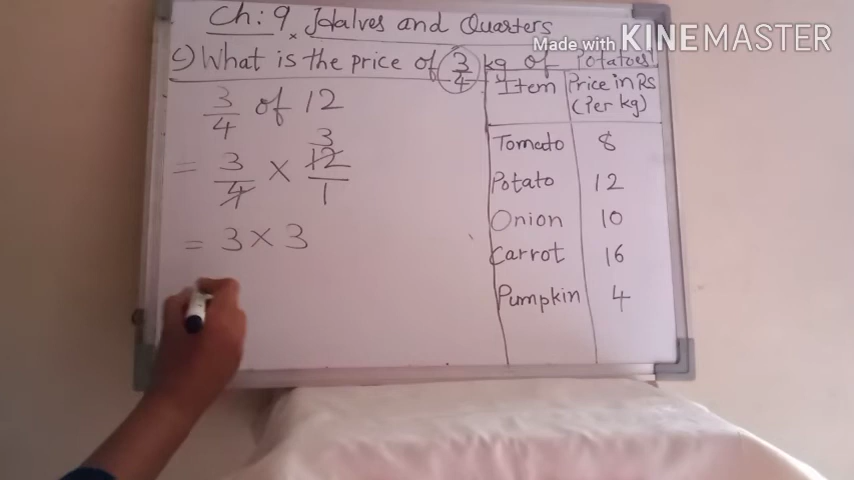 Ch: 9 Halves and Quarters
Made with KINEMASTER
c) What is the price of 3/4 kg of Potatoes?
3/4 of 12
3
= 3/4 × 12/1
= 3 × 3
Item Price in Rs (Per kg)
Tomato 8
Potato 12
Onion 10
Carrot 16
Pumpkin 4